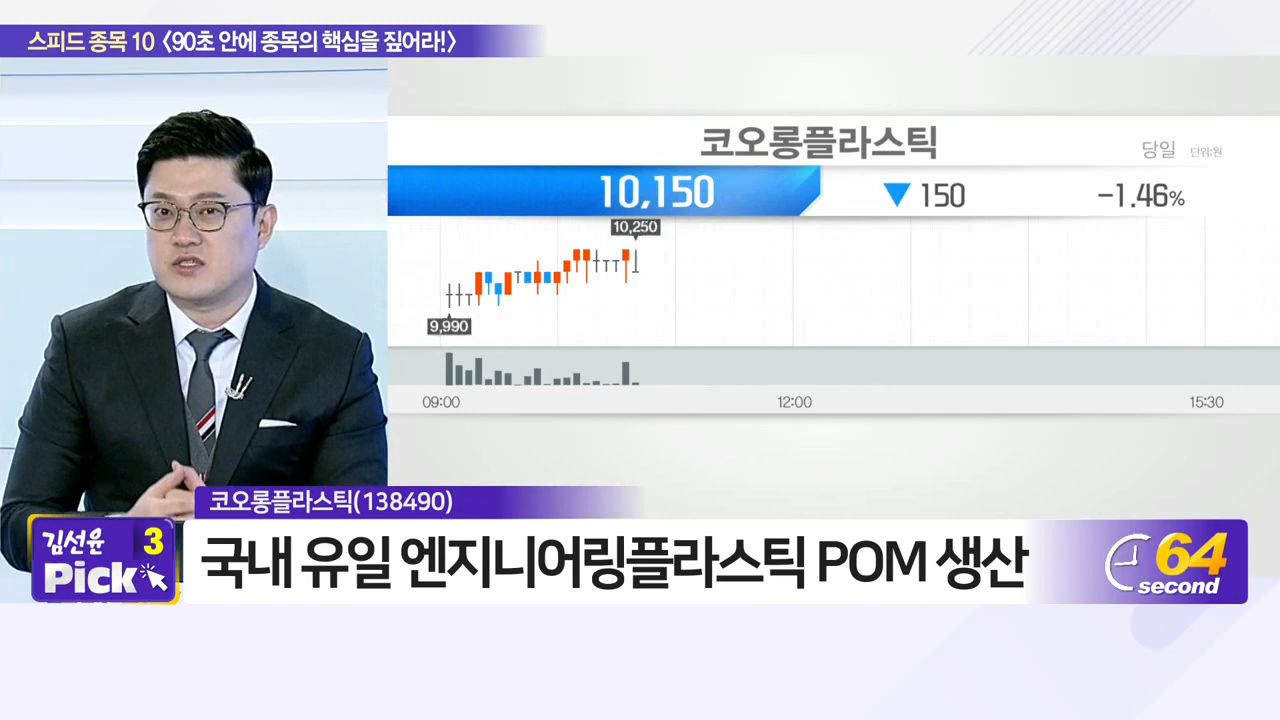 스피드 종목 10 <90초 안에 종목의 핵심을 짚어라!>
코오롱플라스틱
당일 단위:원
10,150 ▼ 150 -1.46%
10,250
9,990
09:00 12:00 15:30
코오롱플라스틱(138490)
김선윤 3
Pick
국내 유일 엔지니어링플라스틱 POM 생산
64
second